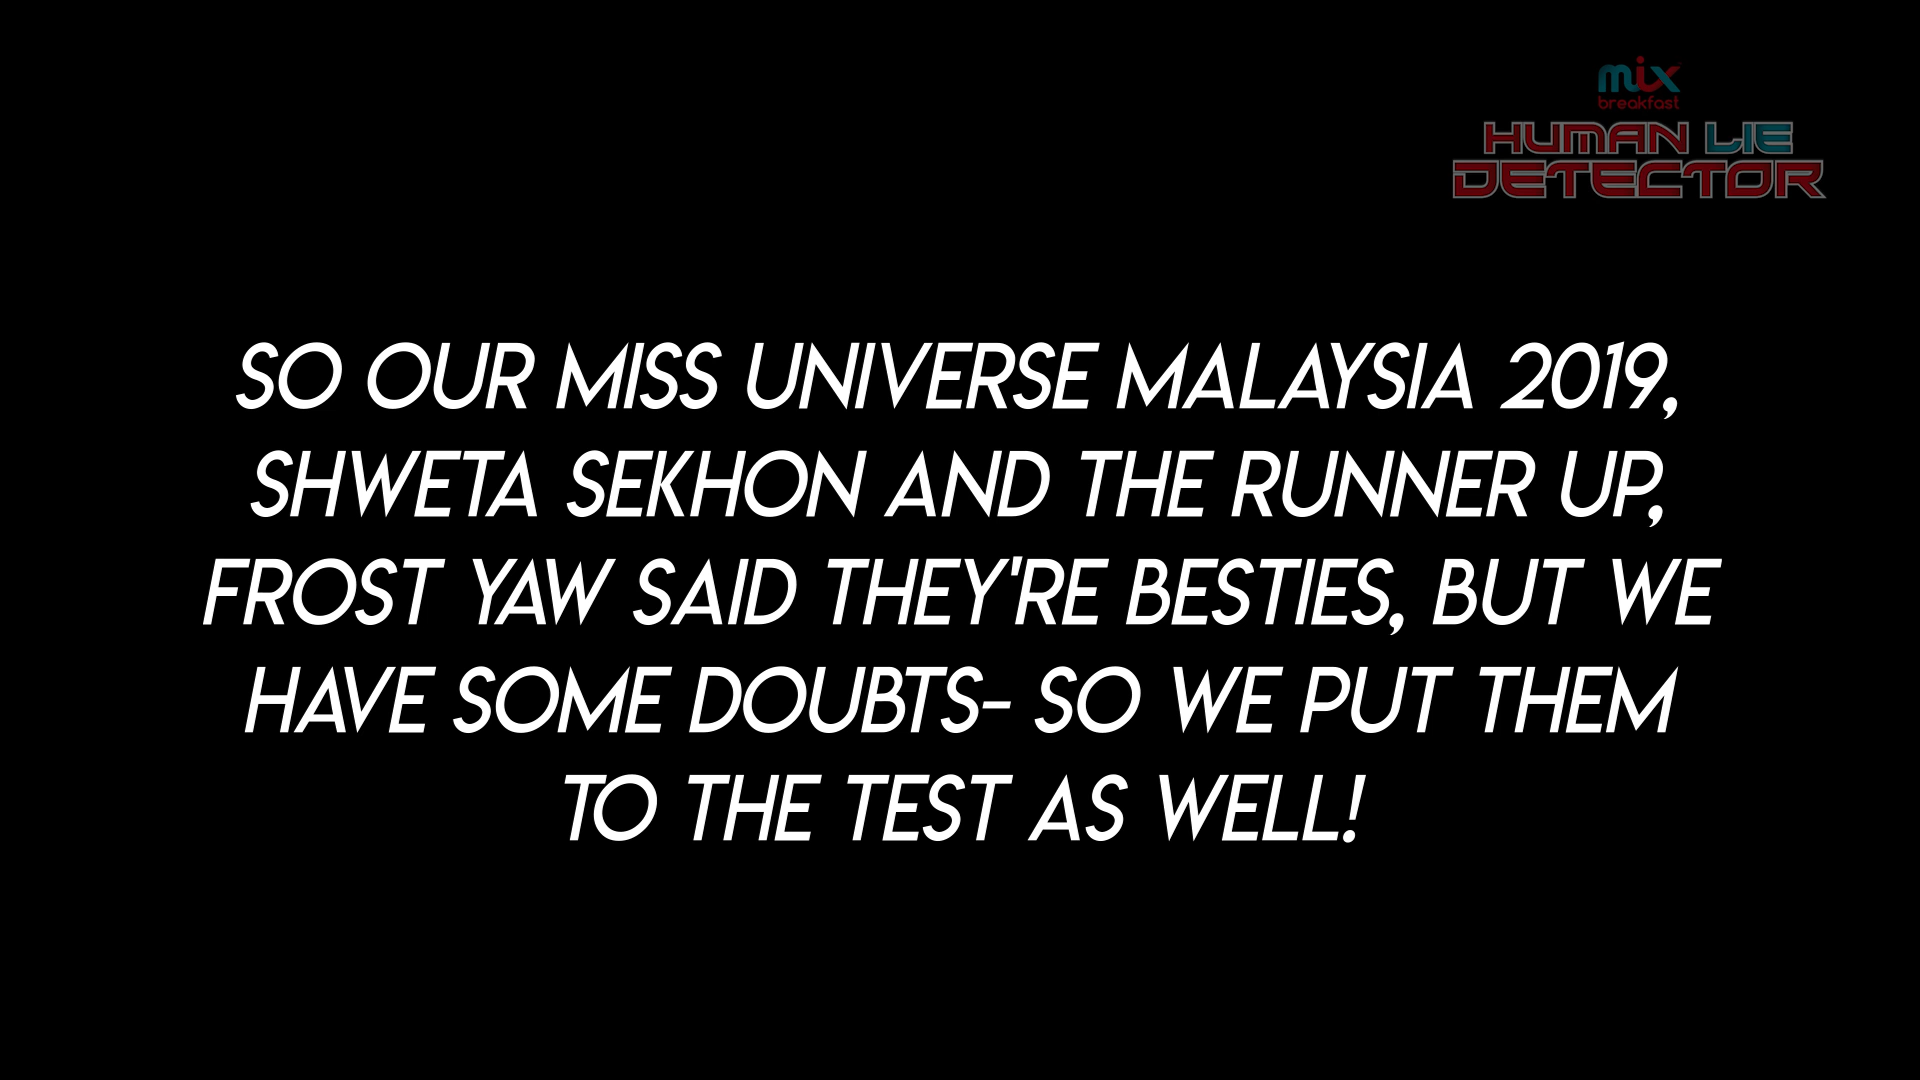 mix
breakfast
HUMAN LIE
DETECTOR
SO OUR MISS UNIVERSE MALAYSIA 2019,
SHWETA SEKHON AND THE RUNNER UP,
FROST YAW SAID THEY'RE BESTIES, BUT WE
HAVE SOME DOUBTS- SO WE PUT THEM
TO THE TEST AS WELL!